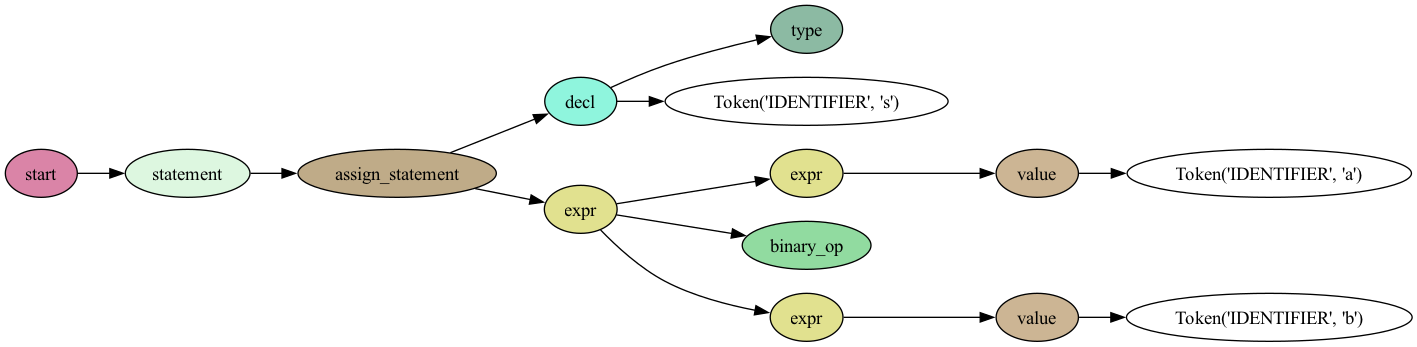 type
decl
Token('IDENTIFIER', 's')
start
statement
assign_statement
expr
value
Token('IDENTIFIER', 'a')
expr
binary_op
expr
value
Token('IDENTIFIER', 'b')